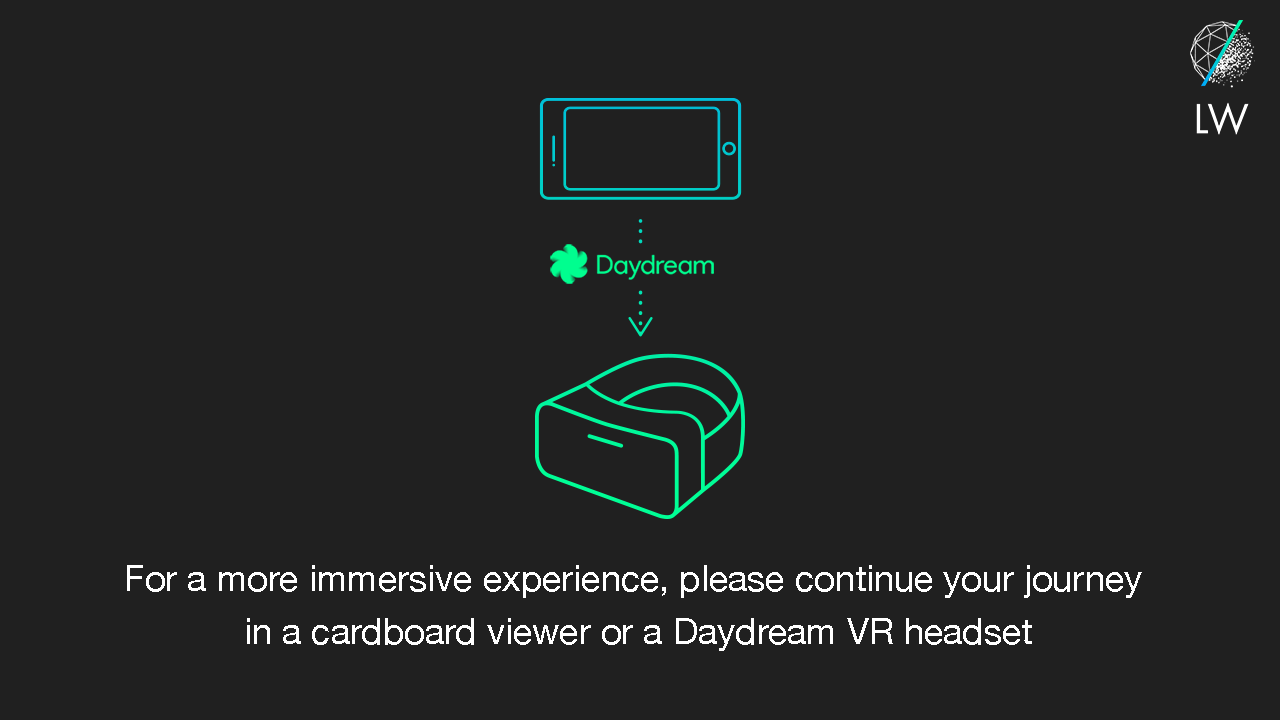 LW
Daydream
For a more immersive experience, please continue your journey
in a cardboard viewer or a Daydream VR headset